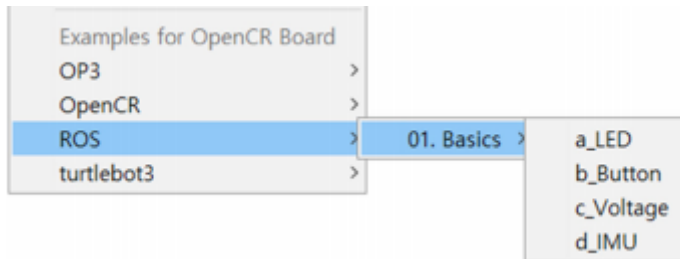 Examples for OpenCR Board
OP3 >
OpenCR >
ROS > 01. Basics > a_LED
turtlebot3 > b_Button
c_Voltage
d_IMU